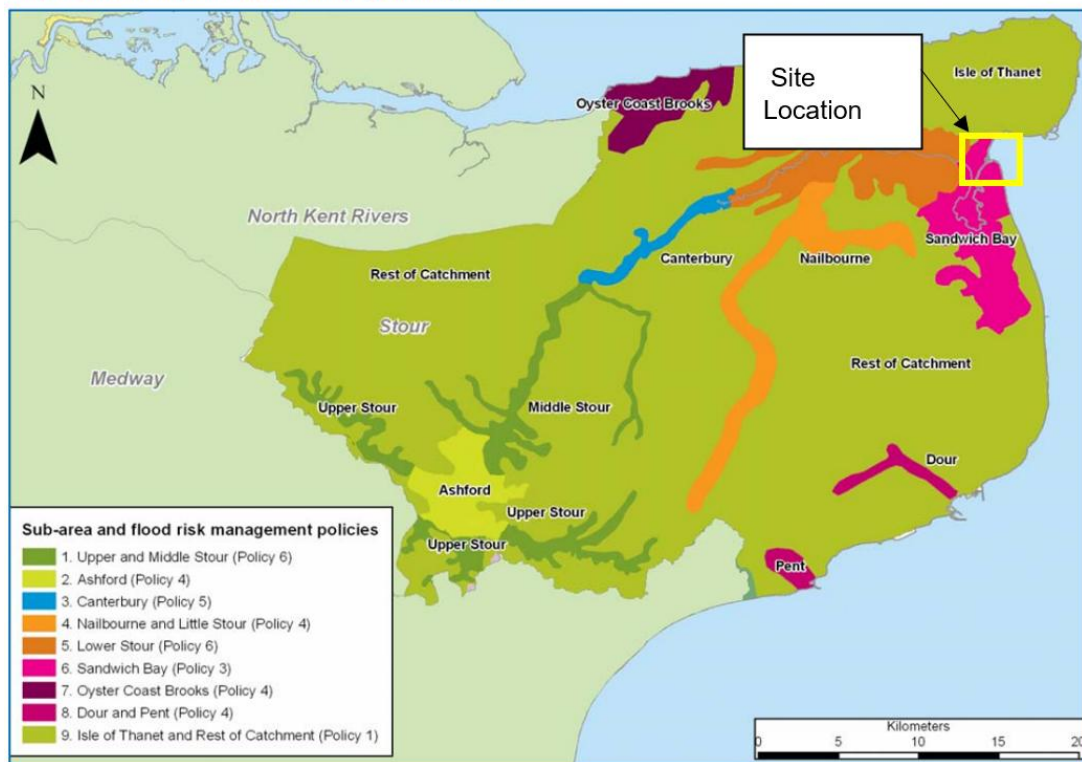 Site
Location
Isle of Thanet
Oyster Coast Brooks
N
North Kent Rivers
Canterbury
Nailbourne
Sandwich Bay
Rest of Catchment
Stour
Rest of Catchment
Medway
Upper Stour
Middle Stour
Dour
Ashford
Upper Stour
Upper Stour
Pent
Sub-area and flood risk management policies
1. Upper and Middle Stour (Policy 6)
2. Ashford (Policy 4)
3. Canterbury (Policy 5)
4. Nailbourne and Little Stour (Policy 4)
5. Lower Stour (Policy 6)
6. Sandwich Bay (Policy 3)
7. Oyster Coast Brooks (Policy 4)
8. Dour and Pent (Policy 4)
9. Isle of Thanet and Rest of Catchment (Policy 1)
Kilometers
0 5 10 15 20